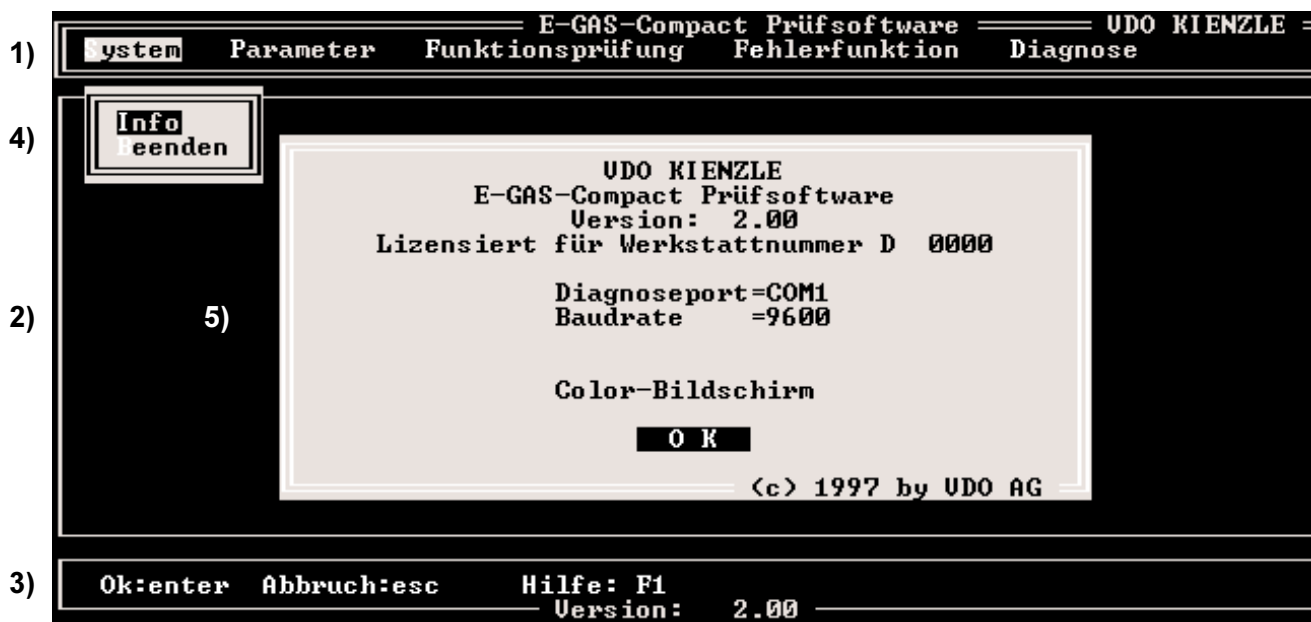 E-GAS-Compact Prüfsoftware VDO KIENZLE
1) System Parameter Funktionsprüfung Fehlerfunktion Diagnose
4) Info
Beenden
VDO KIENZLE
E-GAS-Compact Prüfsoftware
Version: 2.00
Lizensiert für Werkstattnummer D 0000
Diagnoseport=COM1
2) 5) Baudrate =9600
Color-Bildschirm
O K
(c) 1997 by VDO AG
3) Ok:enter Abbruch:esc Hilfe: F1
Version: 2.00